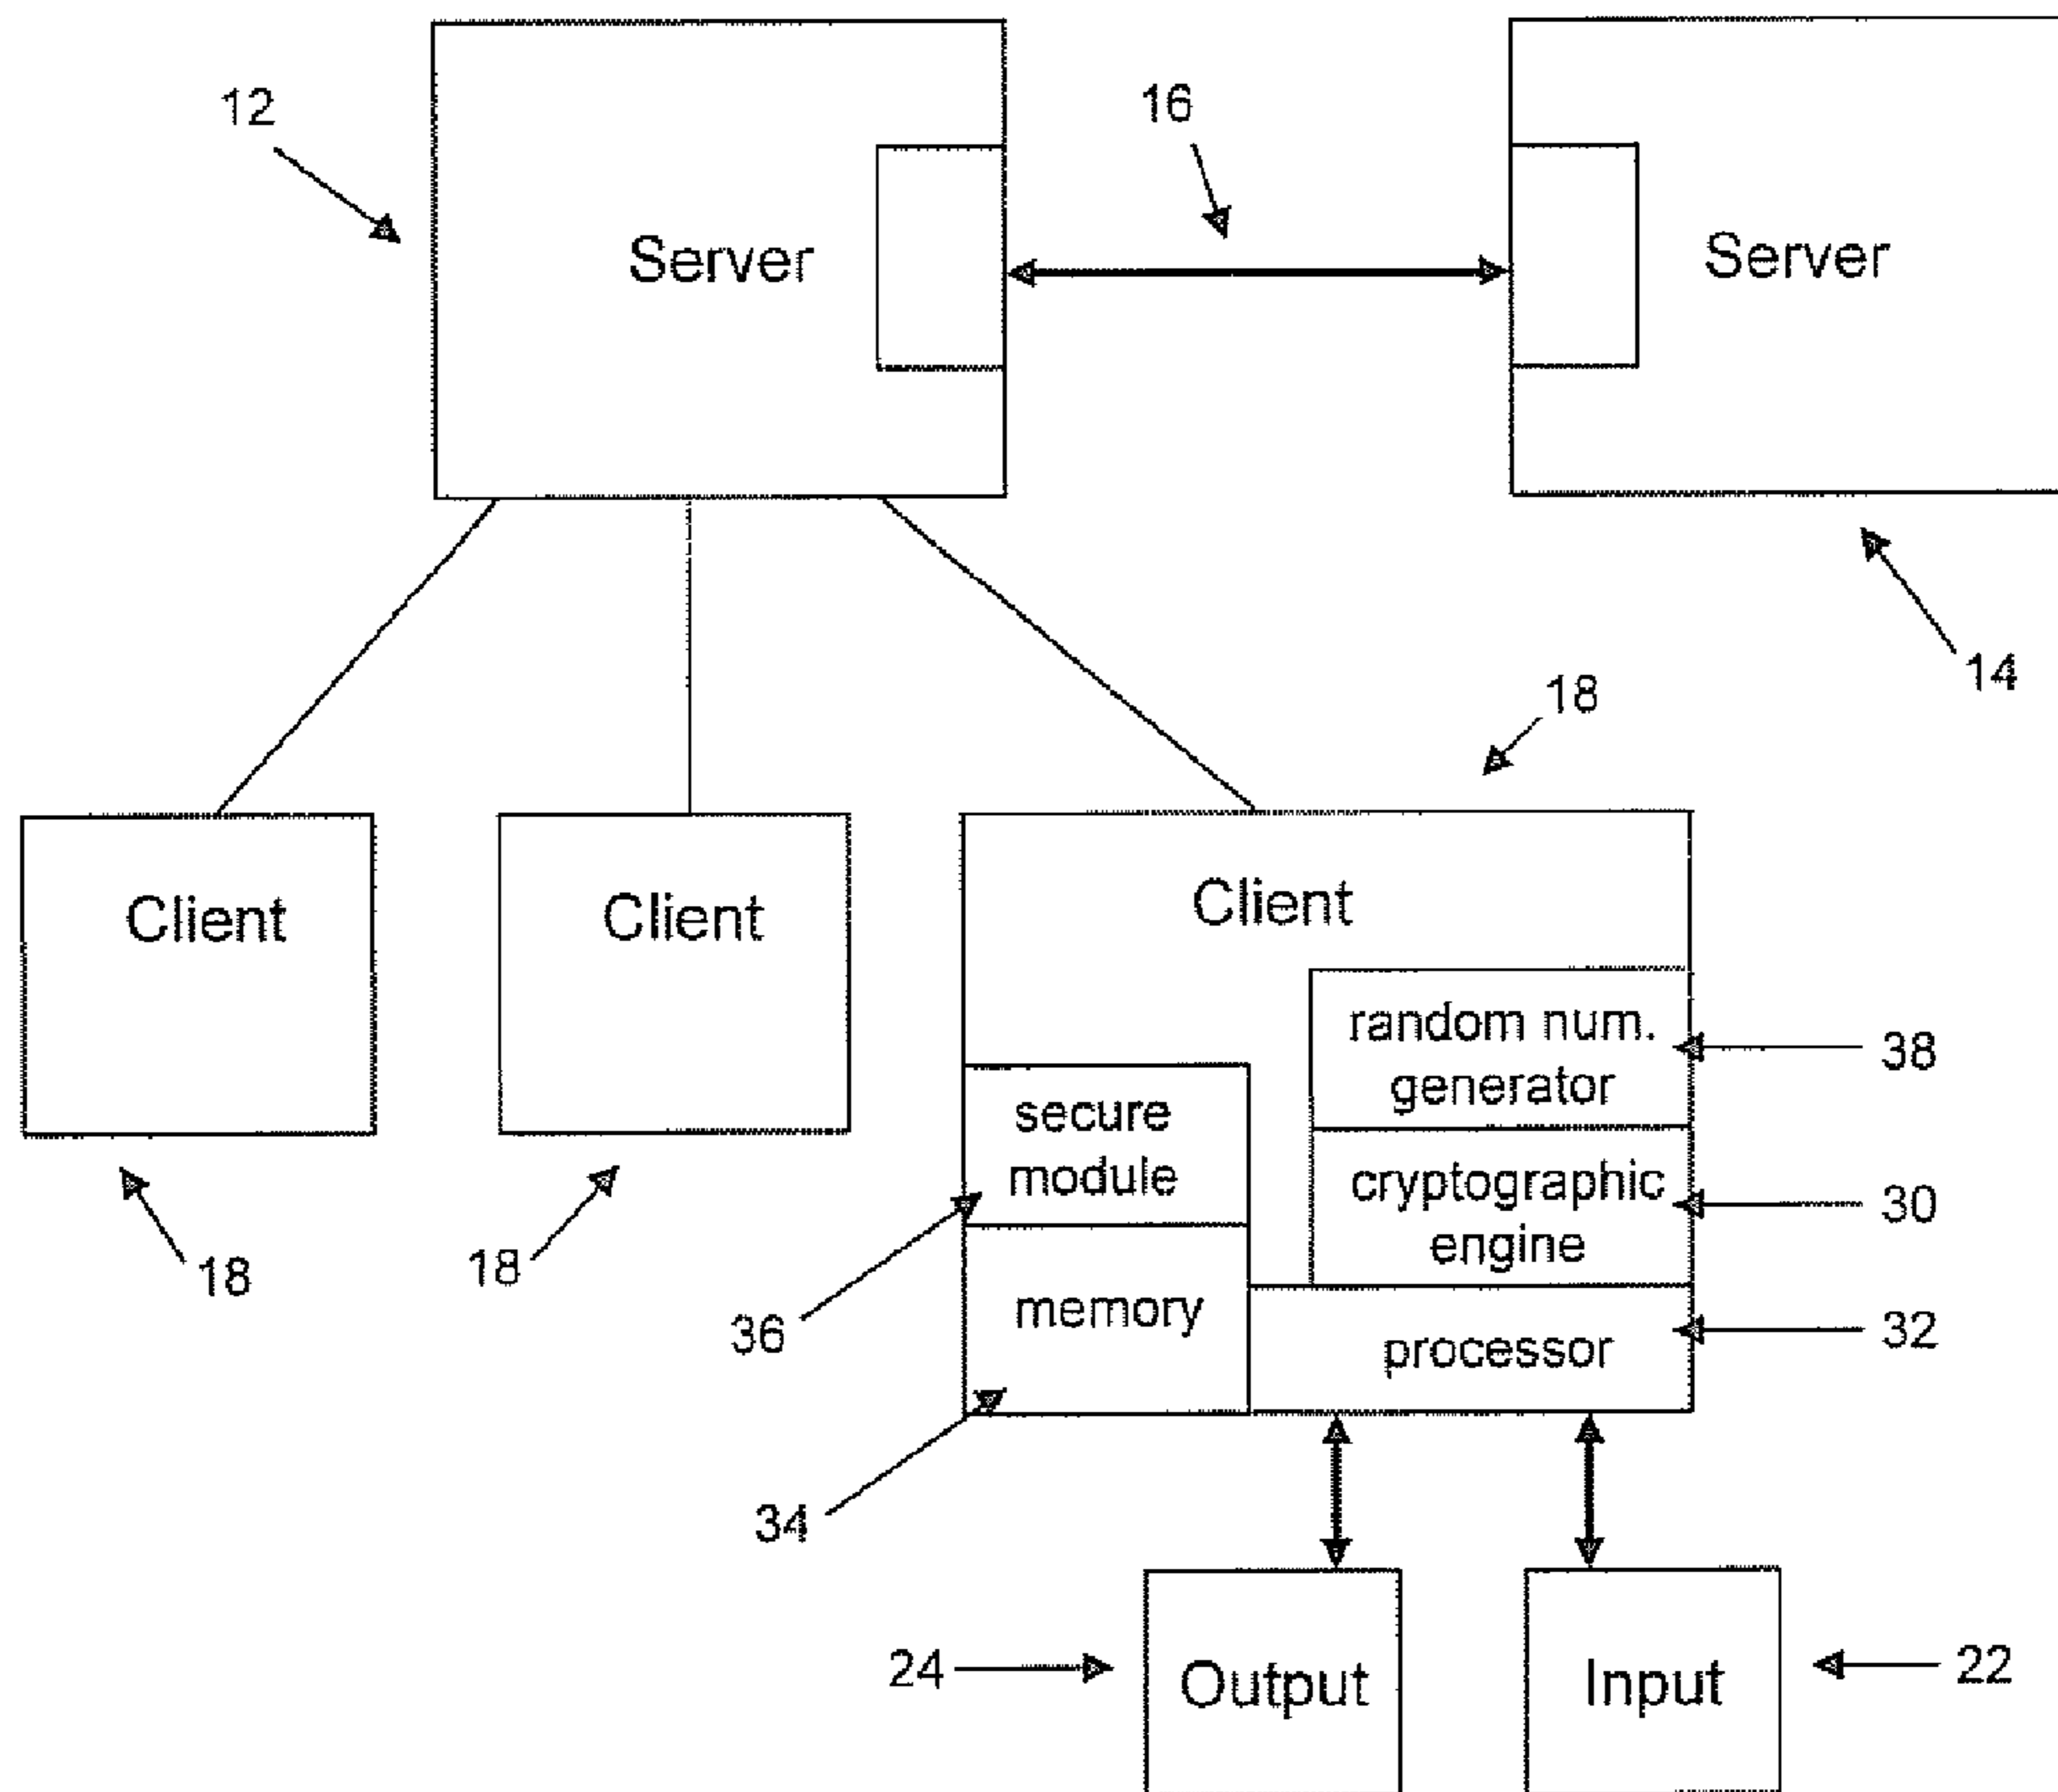 12
16
Server
Server
14
18
Client
Client
Client
random num.
generator
38
secure
module
cryptographic
engine
30
18
18
36
memory
processor
32
34
24
Output
Input
22